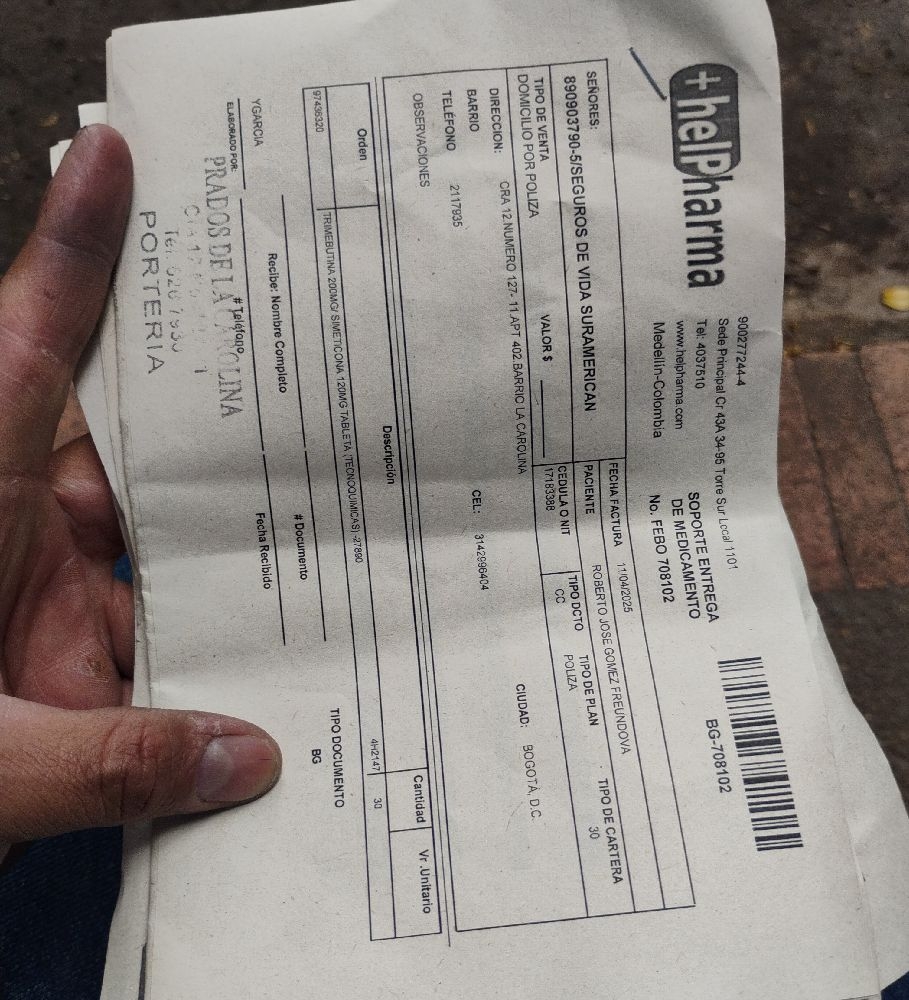 +helPharma
900277244-4
Sede Principal Cr 43A 34-95 Torre Sur Local 1101
Tel: 4037510
www.helpharma.com
Medellin-Colombia
SOPORTE ENTREGA
DE MEDICAMENTO
No. FEBO 708102
BG-708102
SEÑORES:
890903790-5/SEGUROS DE VIDA SURAMERICAN
FECHA FACTURA 11/04/2025
PACIENTE ROBERTO JOSE GOMEZ FREUNDOVA
TIPO DE VENTA
DOMICILIO POR POLIZA
VALOR $
CEDULA O NIT
17183388
TIPO DCTO
CC
TIPO DE PLAN
POLIZA
TIPO DE CARTERA
30
DIRECCION: CRA 12 NUMERO 127- 11 APT 402 BARRIO LA CAROLINA
CIUDAD: BOGOTÁ, D.C.
BARRIO
TELÉFONO 2117935
CEL: 3142996404
OBSERVACIONES
Orden Descripción Cantidad Vr .Unitario
97436320 TRIMEBUTINA 200MG/ SIMETICONA 120MG TABLETA (TECNOQUIMICAS) -27890 4H2147 30
Recibe: Nombre Completo # Documento
TIPO DOCUMENTO
BG
YGARCIA
ELABORADO POR: # Teléfono Fecha Recibido
PRADOS DE LA CAROLINA
PORTERIA